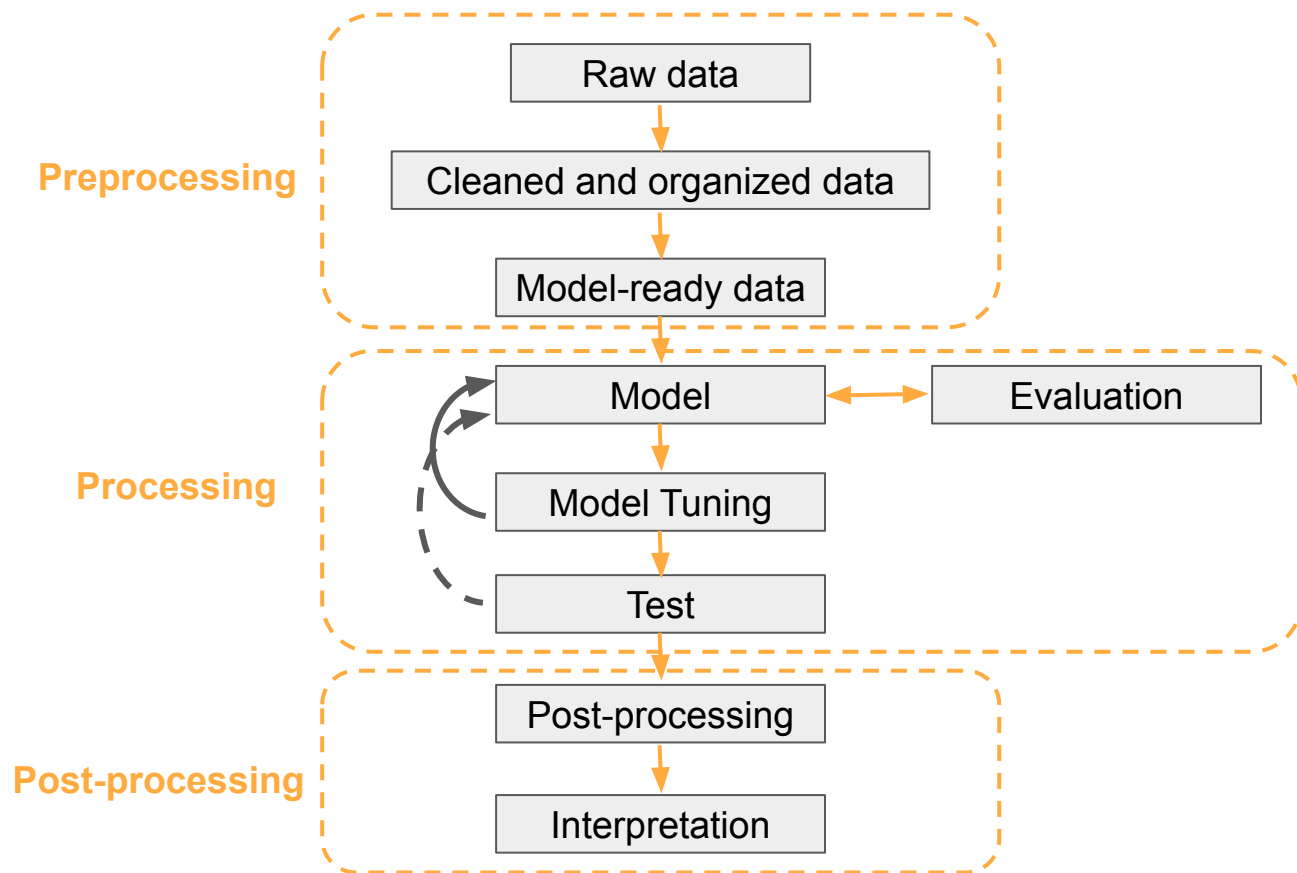 Raw data
Preprocessing
Cleaned and organized data
Model-ready data
Model
Evaluation
Processing
Model Tuning
Test
Post-processing
Post-processing
Interpretation